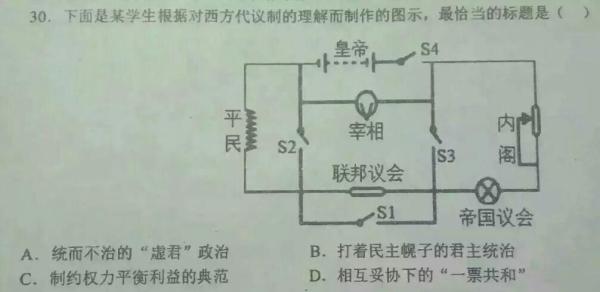 30. 下面是某学生根据对西方代议制的理解而制作的图示，最恰当的标题是（ ）
皇帝
S4
平民
宰相
内阁
S2
S3
联邦议会
S1
帝国议会
A. 统而不治的“虚君”政治
B. 打着民主幌子的君主统治
C. 制约权力平衡利益的典范
D. 相互妥协下的“一票共和”